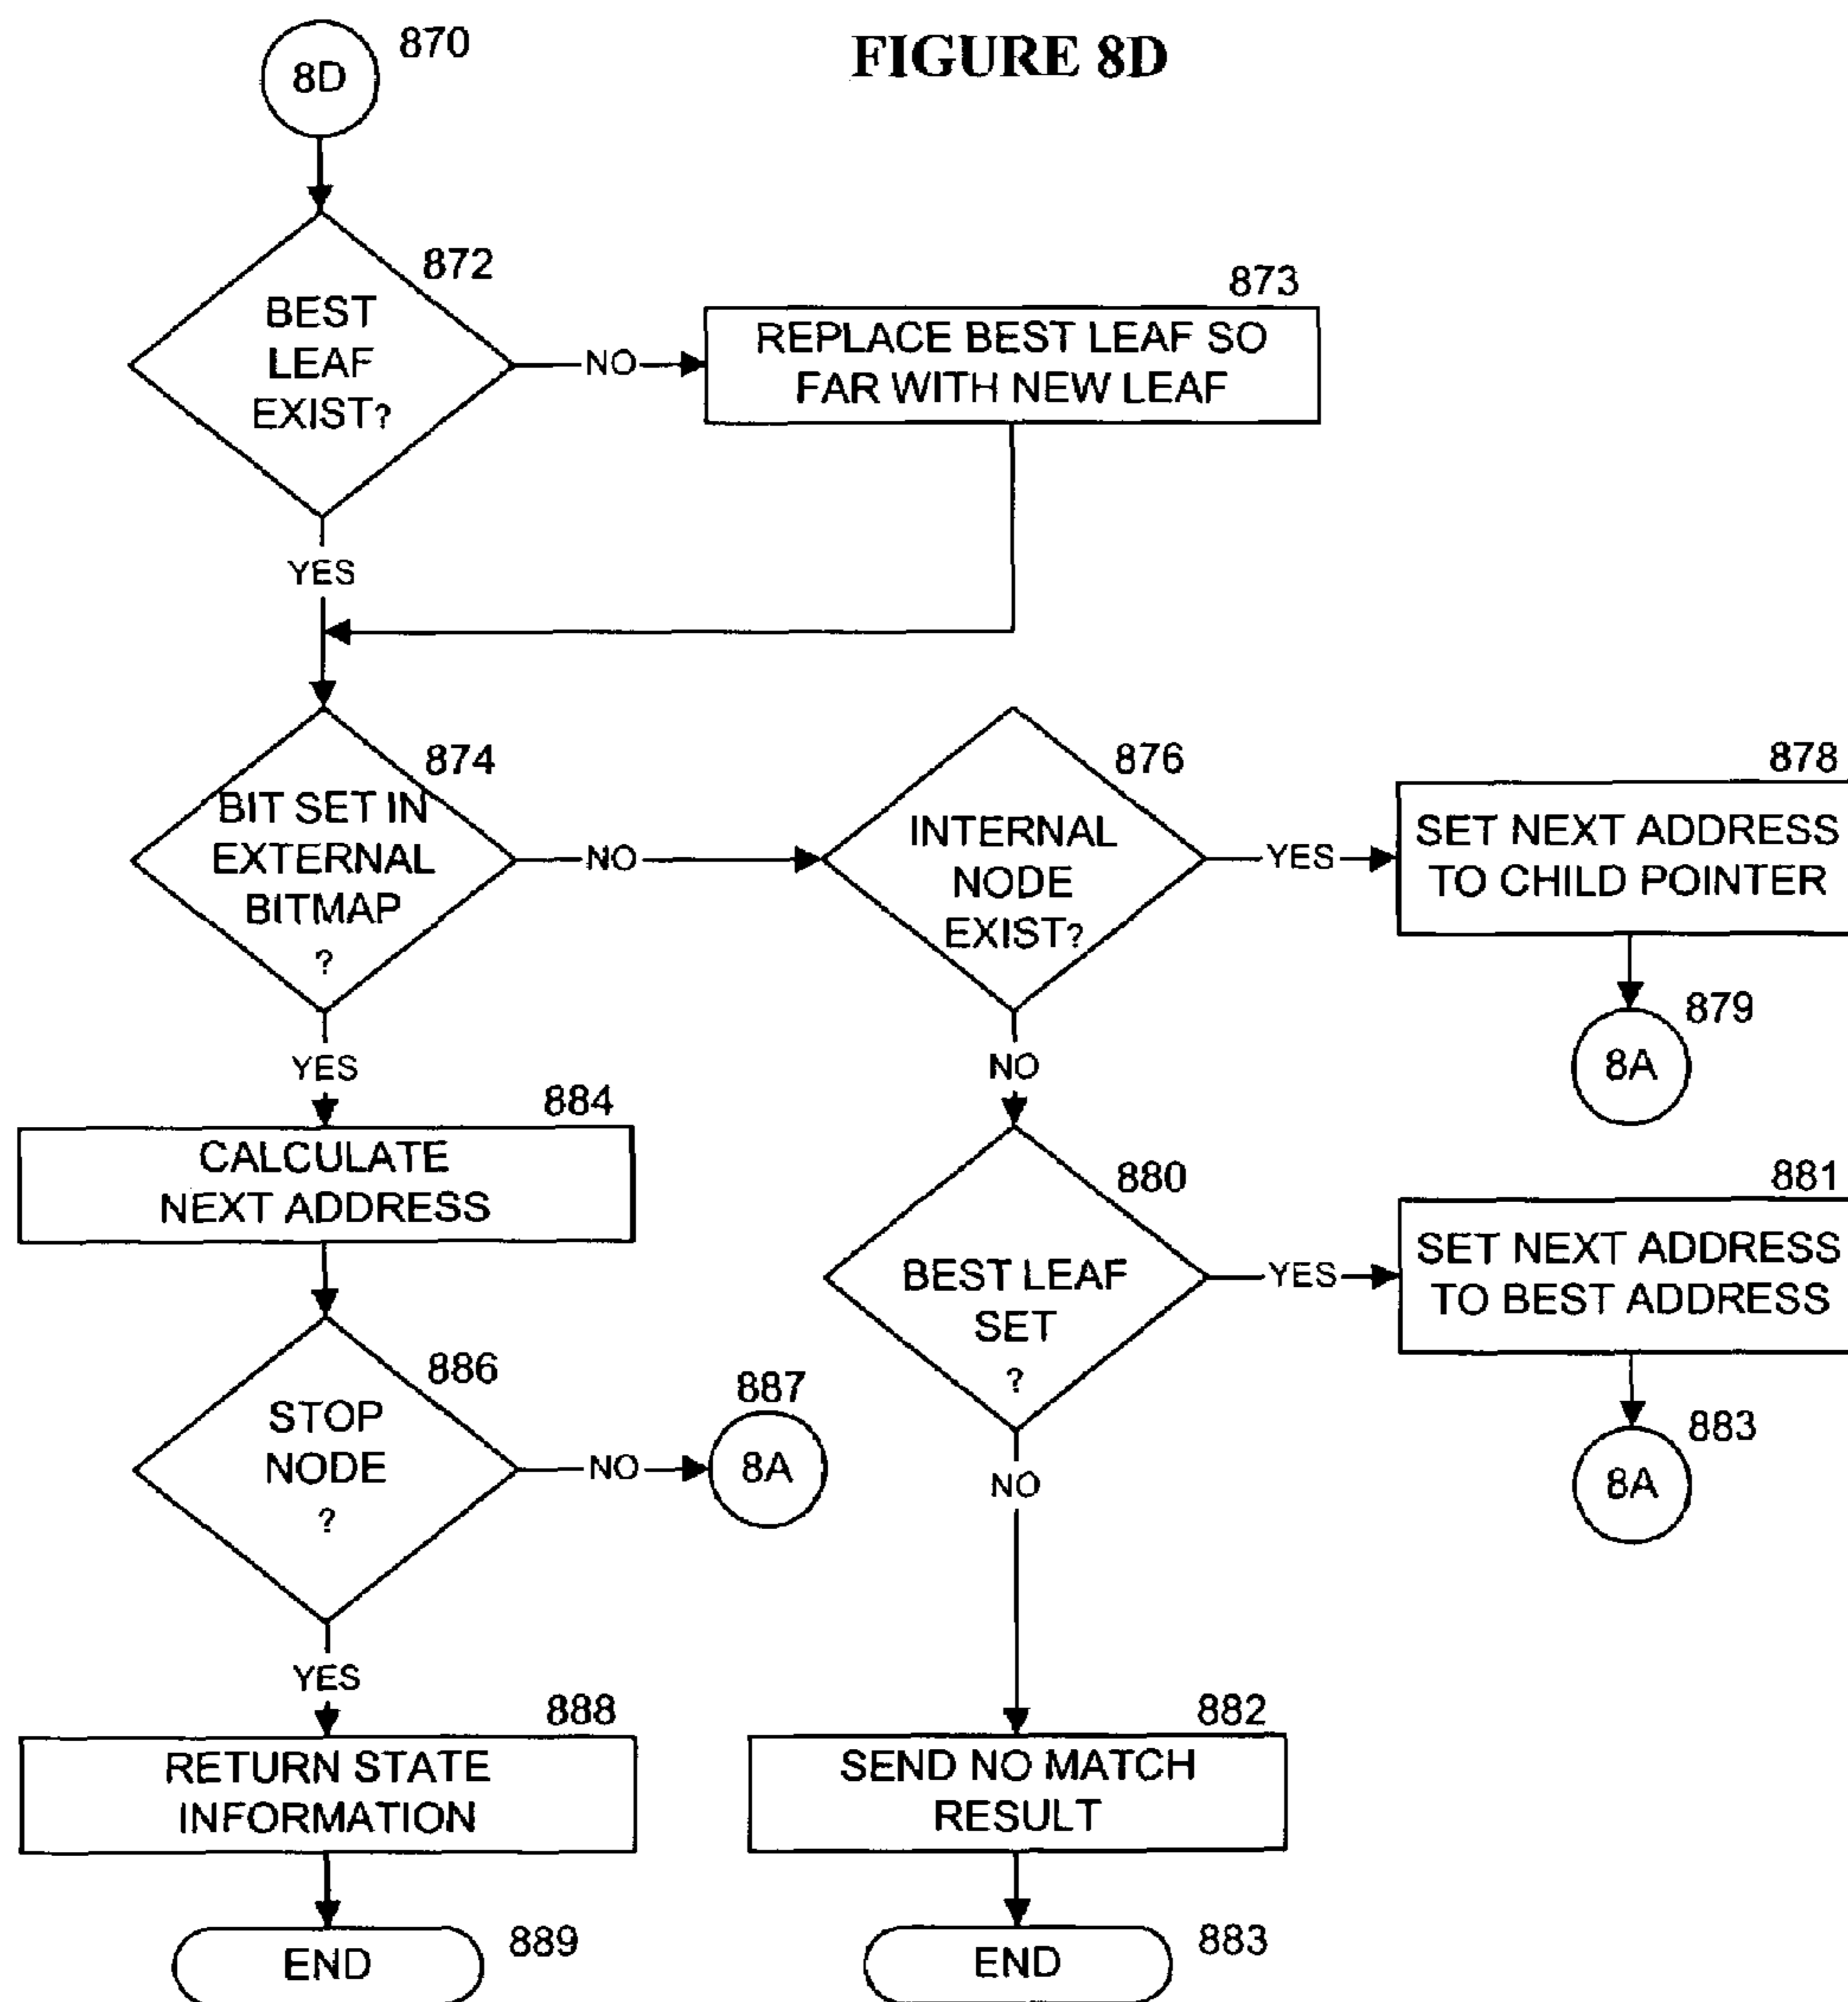 FIGURE 8D
870
8D
872
BEST
LEAF
EXIST?
NO
873
REPLACE BEST LEAF SO
FAR WITH NEW LEAF
YES
874
BIT SET IN
EXTERNAL
BITMAP
?
NO
876
INTERNAL
NODE
EXIST?
YES
878
SET NEXT ADDRESS
TO CHILD POINTER
879
8A
YES
NO
884
CALCULATE
NEXT ADDRESS
880
BEST LEAF
SET
?
YES
881
SET NEXT ADDRESS
TO BEST ADDRESS
883
8A
886
STOP
NODE
?
NO
887
8A
NO
YES
888
RETURN STATE
INFORMATION
882
SEND NO MATCH
RESULT
END
889
END
883